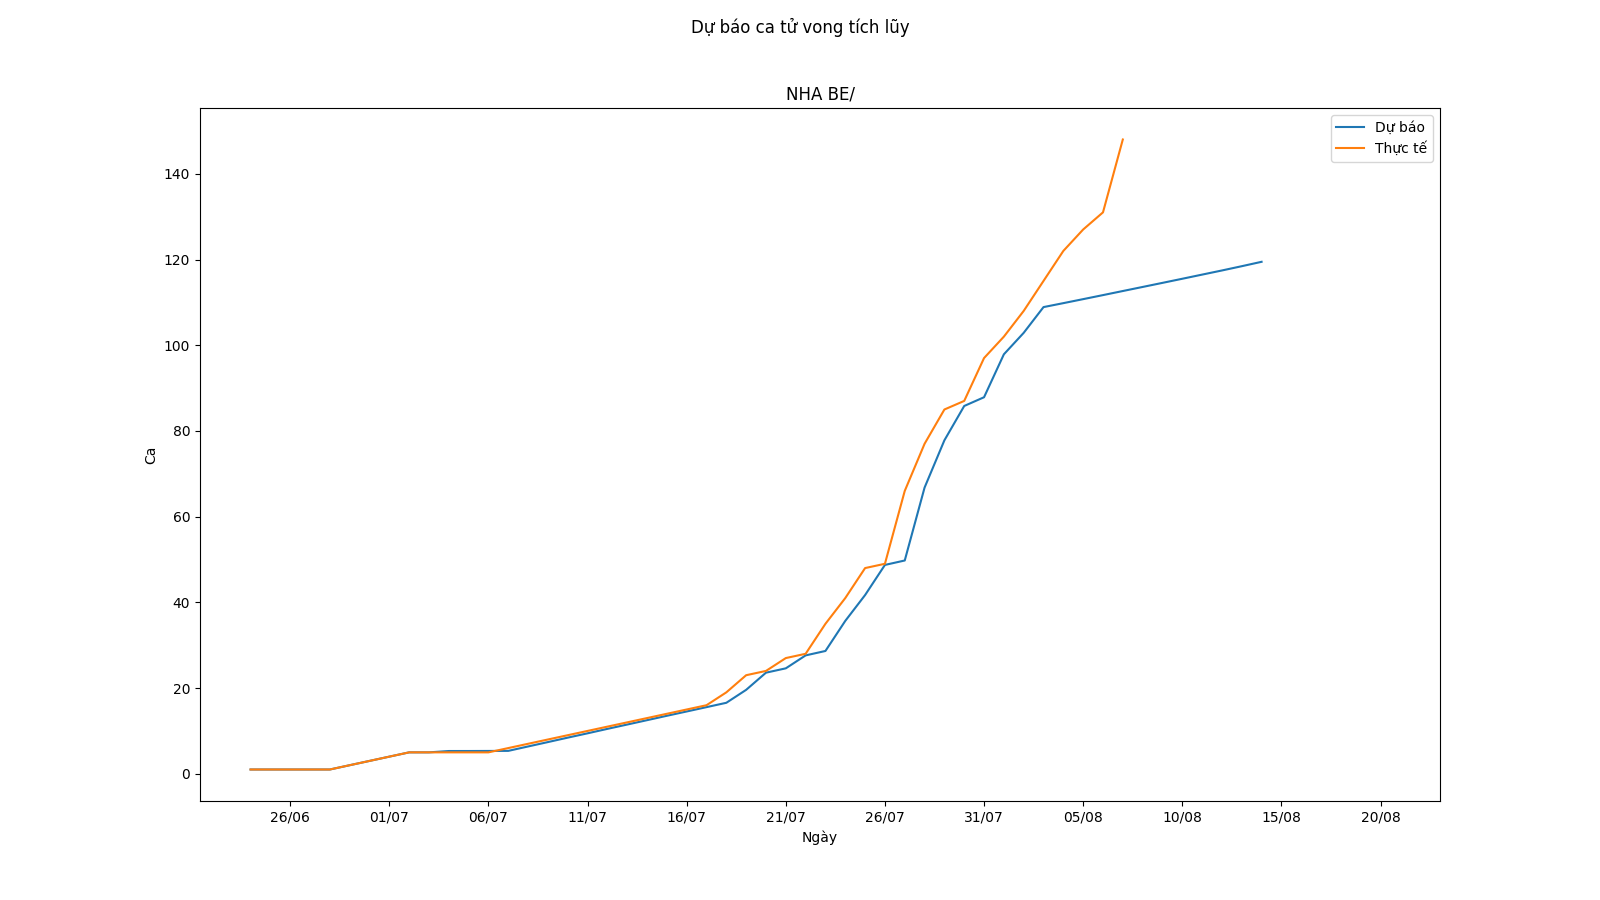 Dự báo ca tử vong tích lũy
NHA BE/
Dự báo
Thực tế
140
120
100
80
60
40
20
0
Ca
26/06 01/07 06/07 11/07 16/07 21/07 26/07 31/07 05/08 10/08 15/08 20/08
Ngày